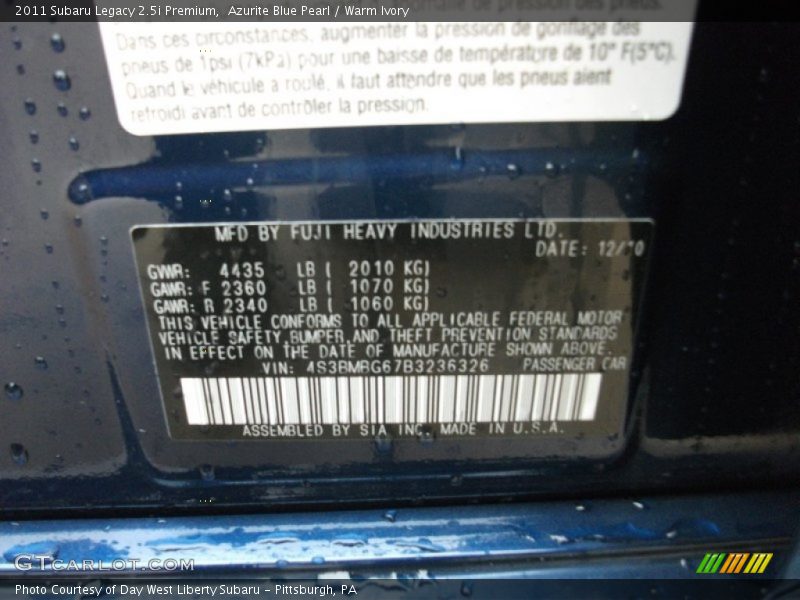 2011 Subaru Legacy 2.5i Premium, Azurite Blue Pearl / Warm Ivory
de pression des pneus.
Dans ces circonstances, augmenter la pression de gonflage des
pneus de 1psi (7kPa) pour une baisse de température de 10° F(5°C).
Quand le véhicule a roulé, il faut attendre que les pneus aient
refroidi avant de contrôler la pression.
MFD BY FUJI HEAVY INDUSTRIES LTD.
DATE: 12/10
GVWR: 4435 LB ( 2010 KG)
GAWR: F 2360 LB ( 1070 KG)
GAWR: R 2340 LB ( 1060 KG)
THIS VEHICLE CONFORMS TO ALL APPLICABLE FEDERAL MOTOR
VEHICLE SAFETY, BUMPER, AND THEFT PREVENTION STANDARDS
IN EFFECT ON THE DATE OF MANUFACTURE SHOWN ABOVE.
VIN: 4S3BMBG67B3236326 PASSENGER CAR
ASSEMBLED BY SIA INC. MADE IN U.S.A.
GTCARLOT.COM
Photo Courtesy of Day West Liberty Subaru - Pittsburgh, PA